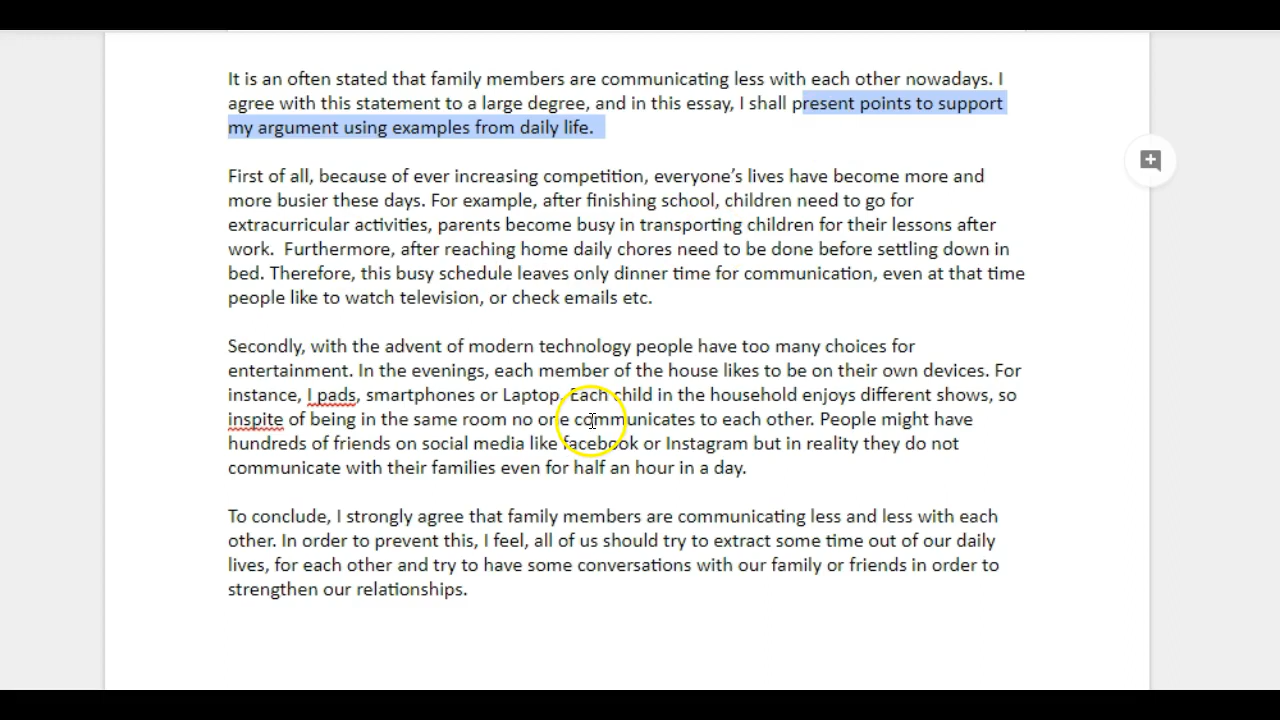 It is an often stated that family members are communicating less with each other nowadays. I
agree with this statement to a large degree, and in this essay, I shall present points to support
my argument using examples from daily life.
First of all, because of ever increasing competition, everyone’s lives have become more and
more busier these days. For example, after finishing school, children need to go for
extracurricular activities, parents become busy in transporting children for their lessons after
work.  Furthermore, after reaching home daily chores need to be done before settling down in
bed. Therefore, this busy schedule leaves only dinner time for communication, even at that time
people like to watch television, or check emails etc.
Secondly, with the advent of modern technology people have too many choices for
entertainment. In the evenings, each member of the house likes to be on their own devices. For
instance, I pads, smartphones or Laptop. Each child in the household enjoys different shows, so
inspite of being in the same room no one communicates to each other. People might have
hundreds of friends on social media like facebook or Instagram but in reality they do not
communicate with their families even for half an hour in a day.
To conclude, I strongly agree that family members are communicating less and less with each
other. In order to prevent this, I feel, all of us should try to extract some time out of our daily
lives, for each other and try to have some conversations with our family or friends in order to
strengthen our relationships.